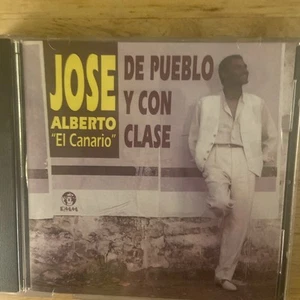 JOSE
ALBERTO
"El Canario"
DE PUEBLO
Y CON
CLASE